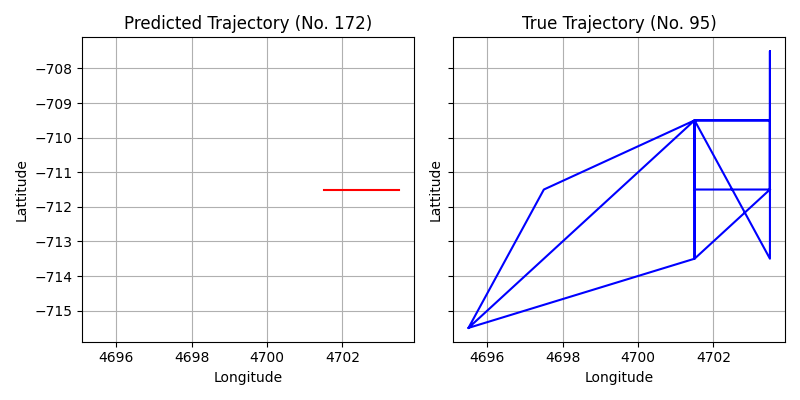 Predicted Trajectory (No. 172)
−708
−709
−710
−711
−712
−713
−714
−715
Lattitude
4696
4698
4700
4702
Longitude
True Trajectory (No. 95)
Lattitude
4696
4698
4700
4702
Longitude